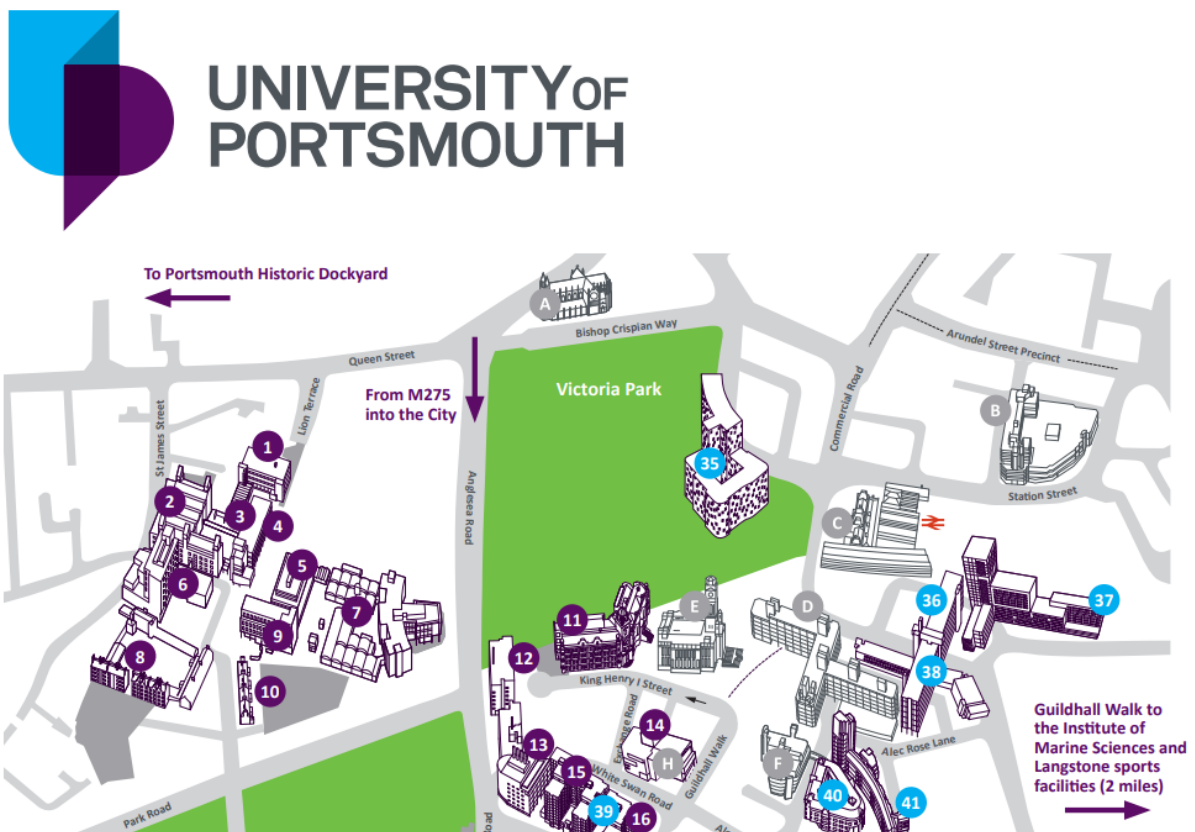 UNIVERSITY OF
PORTSMOUTH
To Portsmouth Historic Dockyard
A
Bishop Crispian Way
Queen Street
Arundel Street Precinct
From M275
into the City
Victoria Park
Commercial Road
Lion Terrace
St James Street
B
1
35
Station Street
2
3
4
Anglesea Road
C
5
6
7
36
37
E
D
11
9
8
12
38
10
King Henry I Street
14
Guildhall Walk to
the Institute of
Marine Sciences and
Langstone sports
facilities (2 miles)
13
Exchange Road
H
Guildhall Walk
F
Alec Rose Lane
15
White Swan Road
40
41
39
16
Park Road